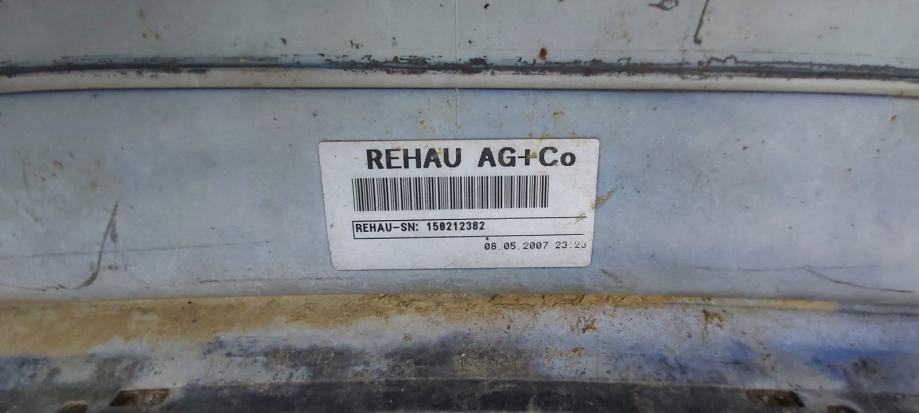 REHAU AG+Co
REHAU-SN: 150212382
08.05.2007 23:23